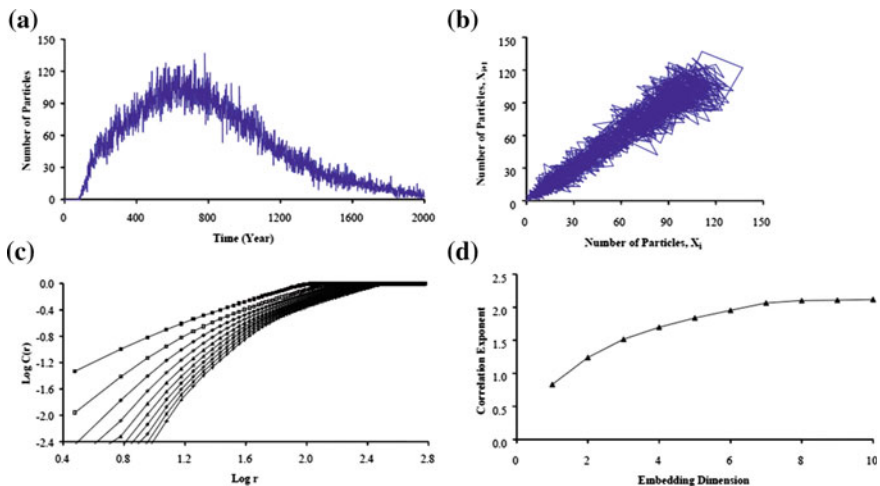 (a)
150
120
90
60
30
0
Number of Particles
0 400 800 1200 1600 2000
Time (Year)
(b)
150
120
90
60
30
0
Number of Particles, Xi+1
30 60 90 120 150
Number of Particles, Xi
(c)
0.0
-0.4
-0.8
-1.2
-1.6
-2.0
-2.4
Log C(r)
0.4 0.8 1.2 1.6 2.0 2.4 2.8
Log r
(d)
2.5
2.0
1.5
1.0
0.5
0.0
Corrlation Exponent
0 2 4 6 8 10
Embedding Dimension